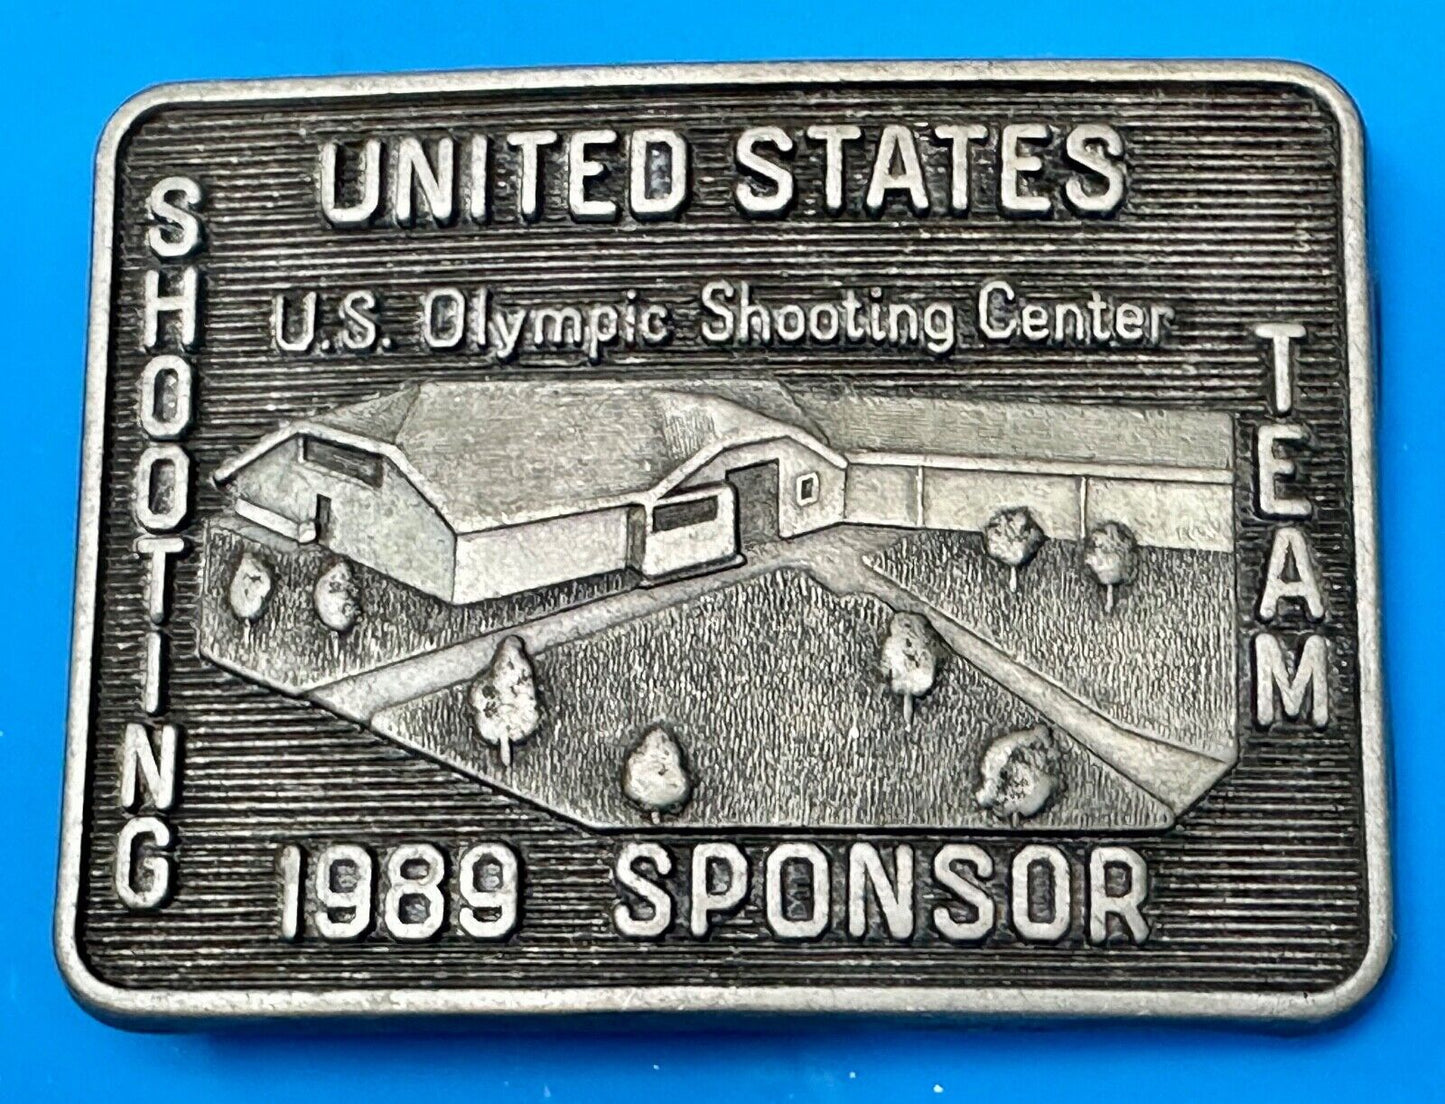 UNITED STATES
SHOOTING
TEAM
U.S. Olympic Shooting Center
1989 SPONSOR